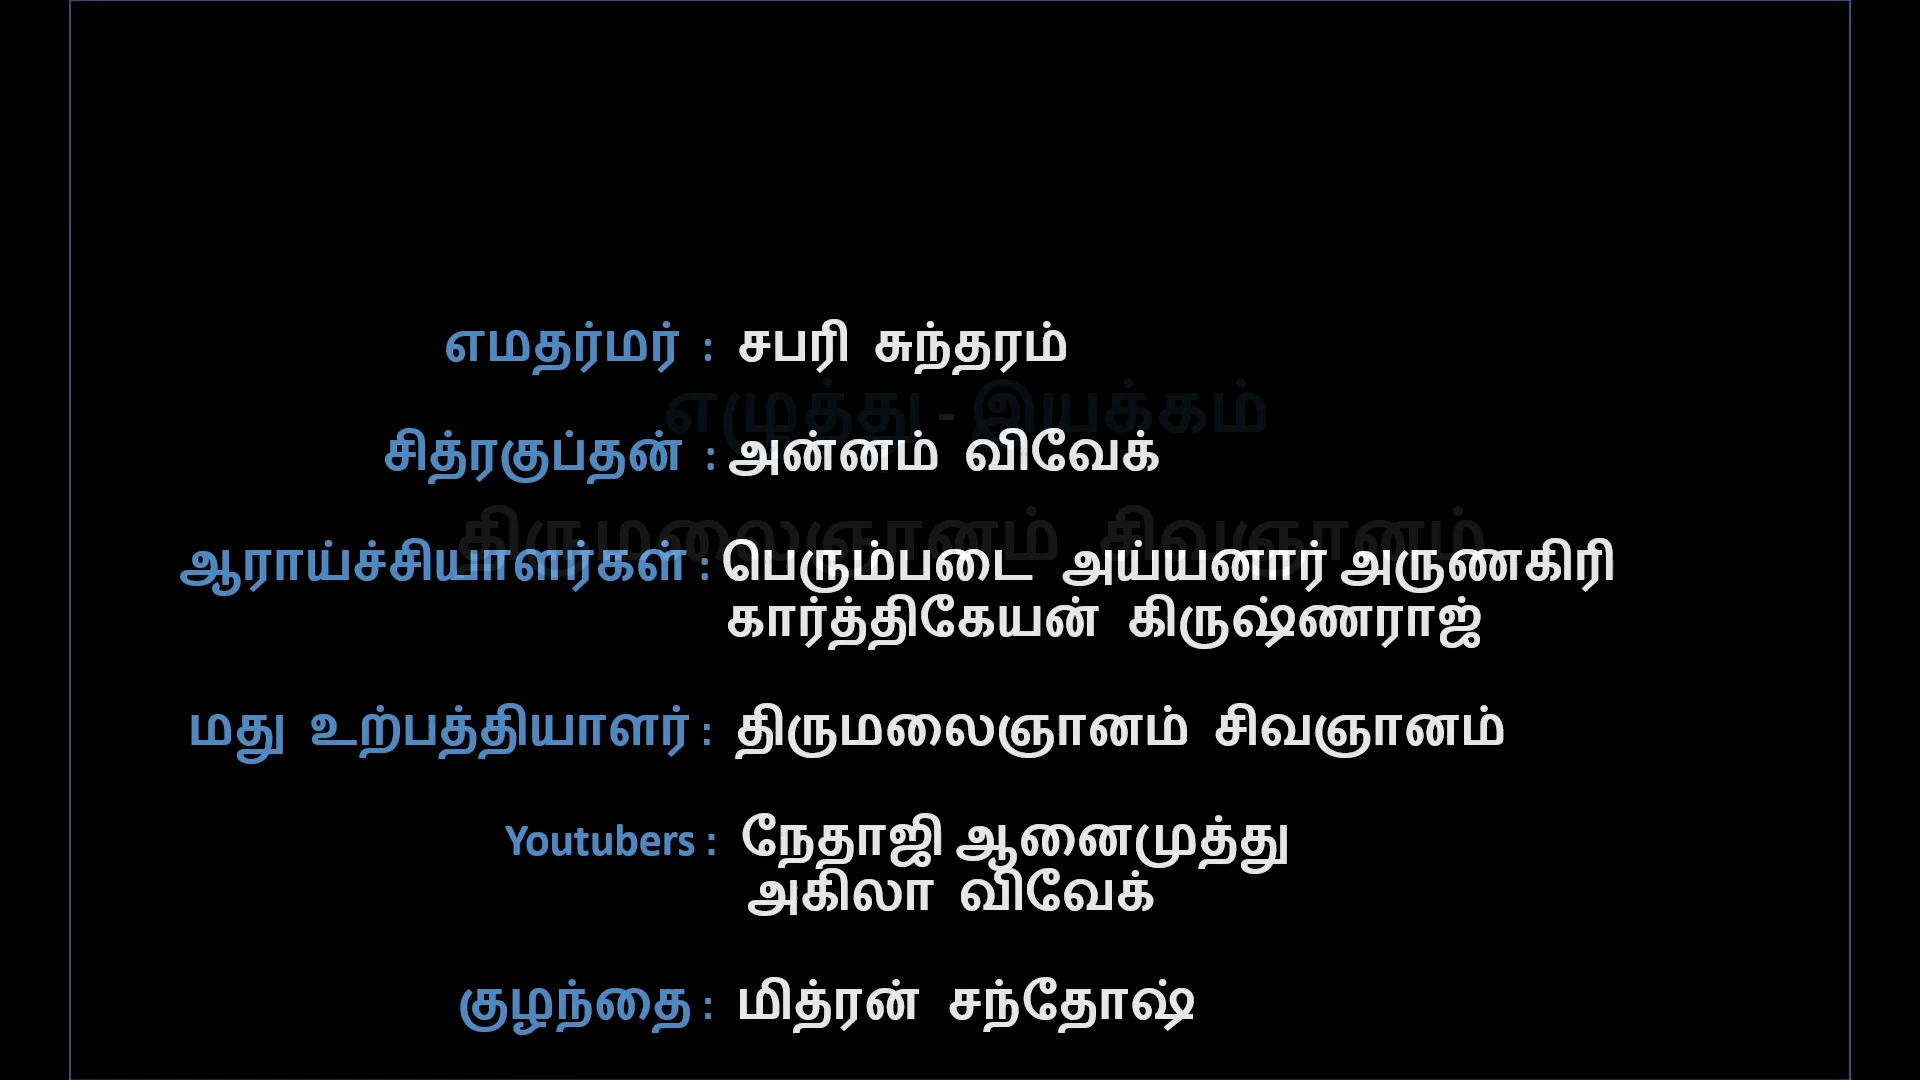 எமதர்மர் : சபரி சுந்தரம்
எழுத்து - இயக்கம்
சித்ரகுப்தன் : அன்னம் விவேக்
திருமலைஞானம் சிவஞானம்
ஆராய்ச்சியாளர்கள் : பெரும்படை அய்யனார் அருணகிரி
கார்த்திகேயன் கிருஷ்ணராஜ்
மது உற்பத்தியாளர் : திருமலைஞானம் சிவஞானம்
Youtubers : நேதாஜி ஆனைமுத்து
அகிலா விவேக்
குழந்தை : மித்ரன் சந்தோஷ்